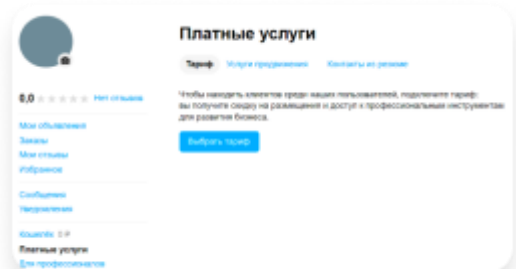 Платные услуги
Тариф Услуги продвижения Контакты из резюме
0,0 Нет отзывов
Чтобы находить клиентов среди наших пользователей, подключите тариф:
вы получите скидку на размещение и доступ к профессиональным инструментам
для развития бизнеса.
Выбрать тариф
Мои объявления
Заказы
Мои отзывы
Избранное
Сообщения
Уведомления
Кошелёк 0 ₽
Платные услуги
Для профессионалов